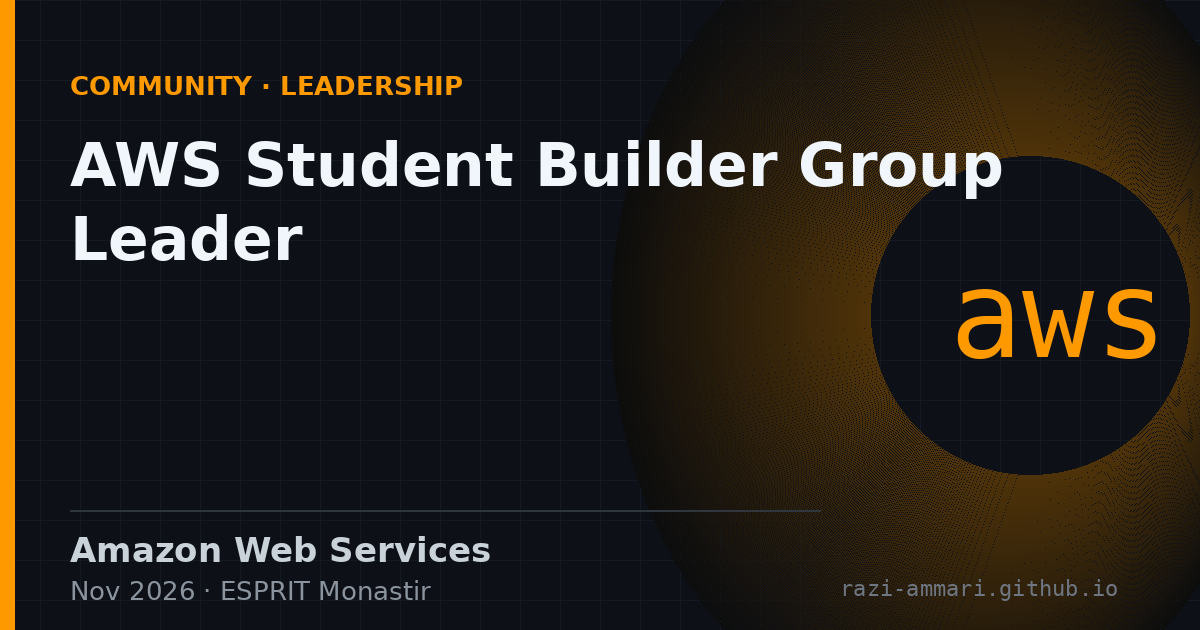 COMMUNITY · LEADERSHIP
AWS Student Builder Group
Leader
aws
Amazon Web Services
Nov 2026 · ESPRIT Monastir
razi-ammari.github.io